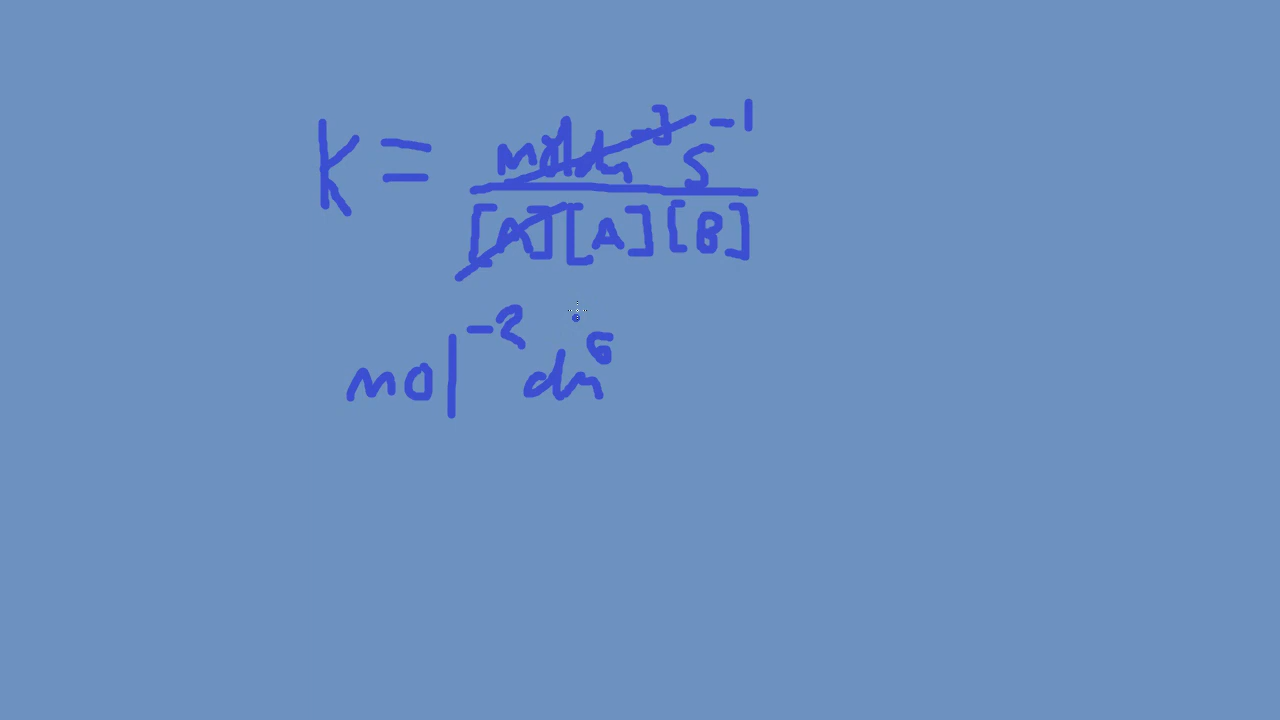 K = mol dm⁻³ s⁻¹
[A][A][B]
mol⁻² dm⁶